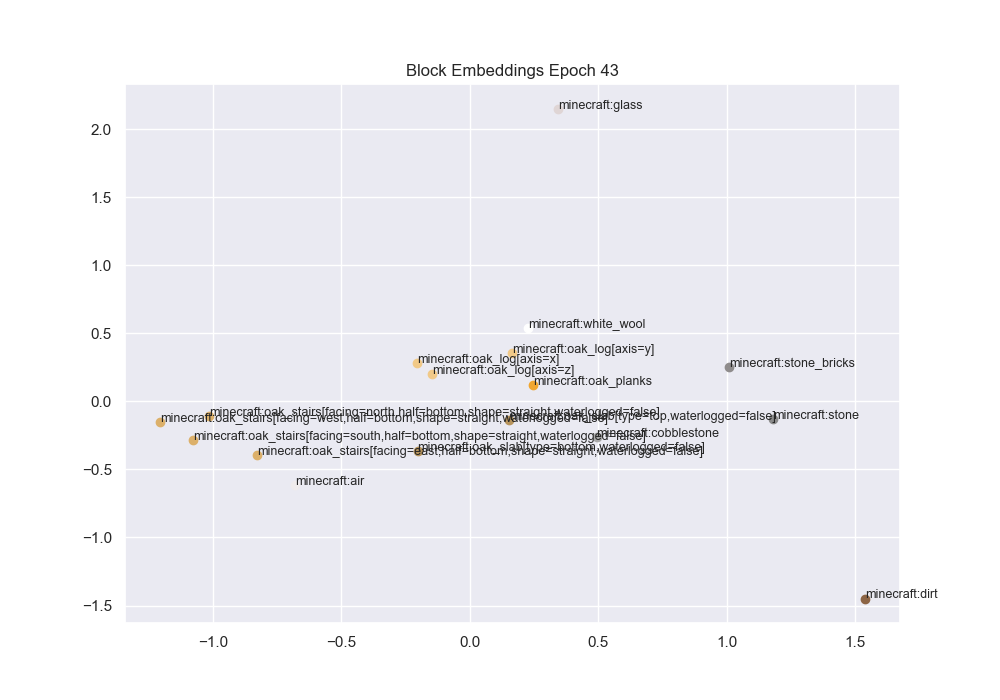 Block Embeddings Epoch 43
minecraft:glass
2.0
1.5
1.0
0.5
0.0
−0.5
−1.0
−1.5
minecraft:white_wool
minecraft:oak_log[axis=y]
minecraft:oak_log[axis=x]
minecraft:stone_bricks
minecraft:oak_log[axis=z]
minecraft:oak_planks
minecraft:oak_stairs[facing=north,half=bottom,shape=straight,waterlogged=false]
minecraft:oak_slab[type=top,waterlogged=false]
minecraft:stone
minecraft:oak_stairs[facing=west,half=bottom,shape=straight,waterlogged=false]
minecraft:cobblestone
minecraft:oak_stairs[facing=south,half=bottom,shape=straight,waterlogged=false]
minecraft:oak_slab[type=bottom,waterlogged=false]
minecraft:oak_stairs[facing=east,half=bottom,shape=straight,waterlogged=false]
minecraft:air
minecraft:dirt
−1.0 −0.5 0.0 0.5 1.0 1.5